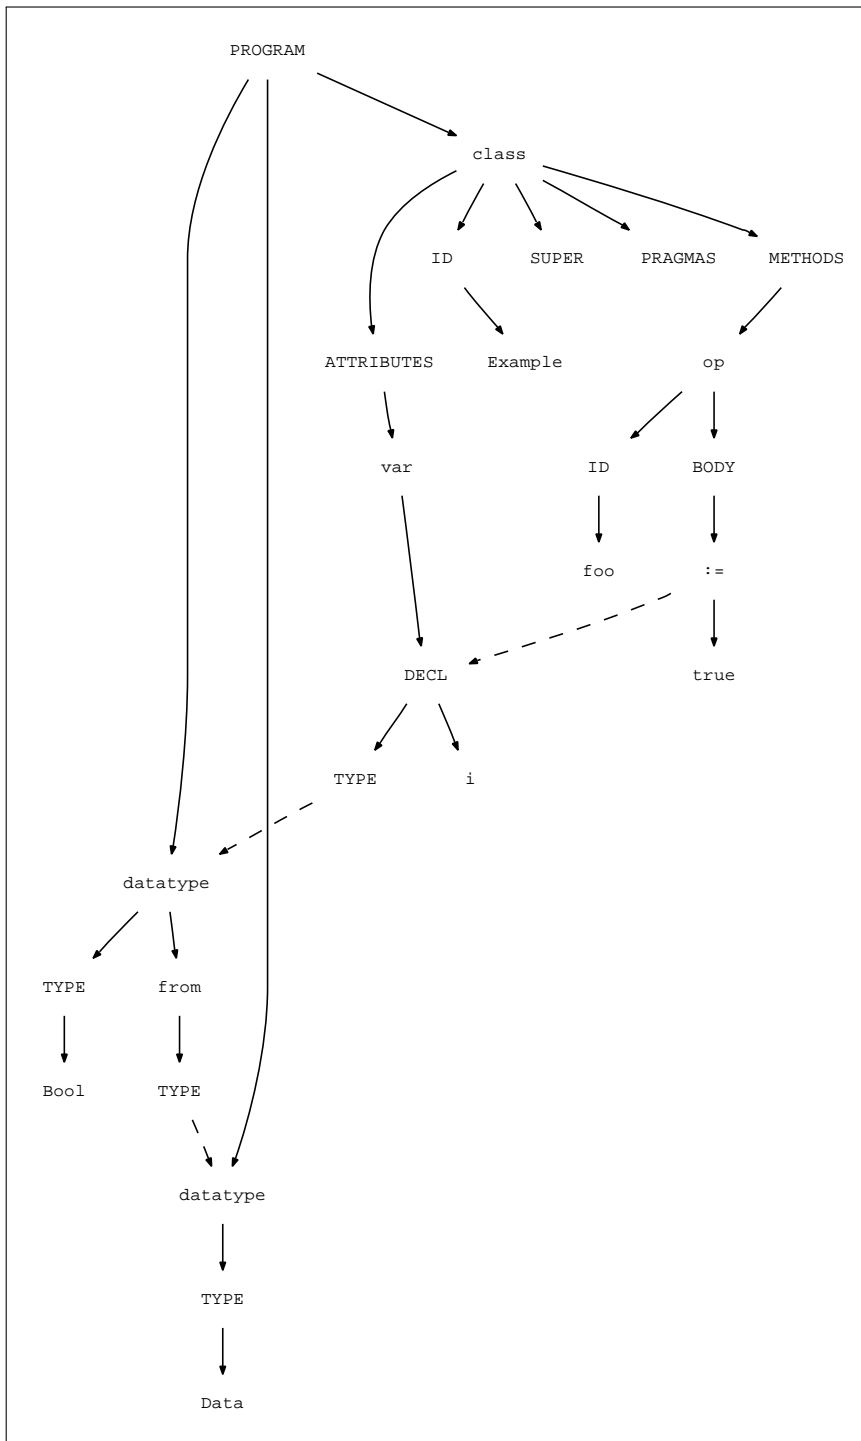 PROGRAM
class
ID SUPER PRAGMAS METHODS
ATTRIBUTES Example op
var ID BODY
foo :=
DECL true
TYPE i
datatype
TYPE from
Bool TYPE
datatype
TYPE
Data